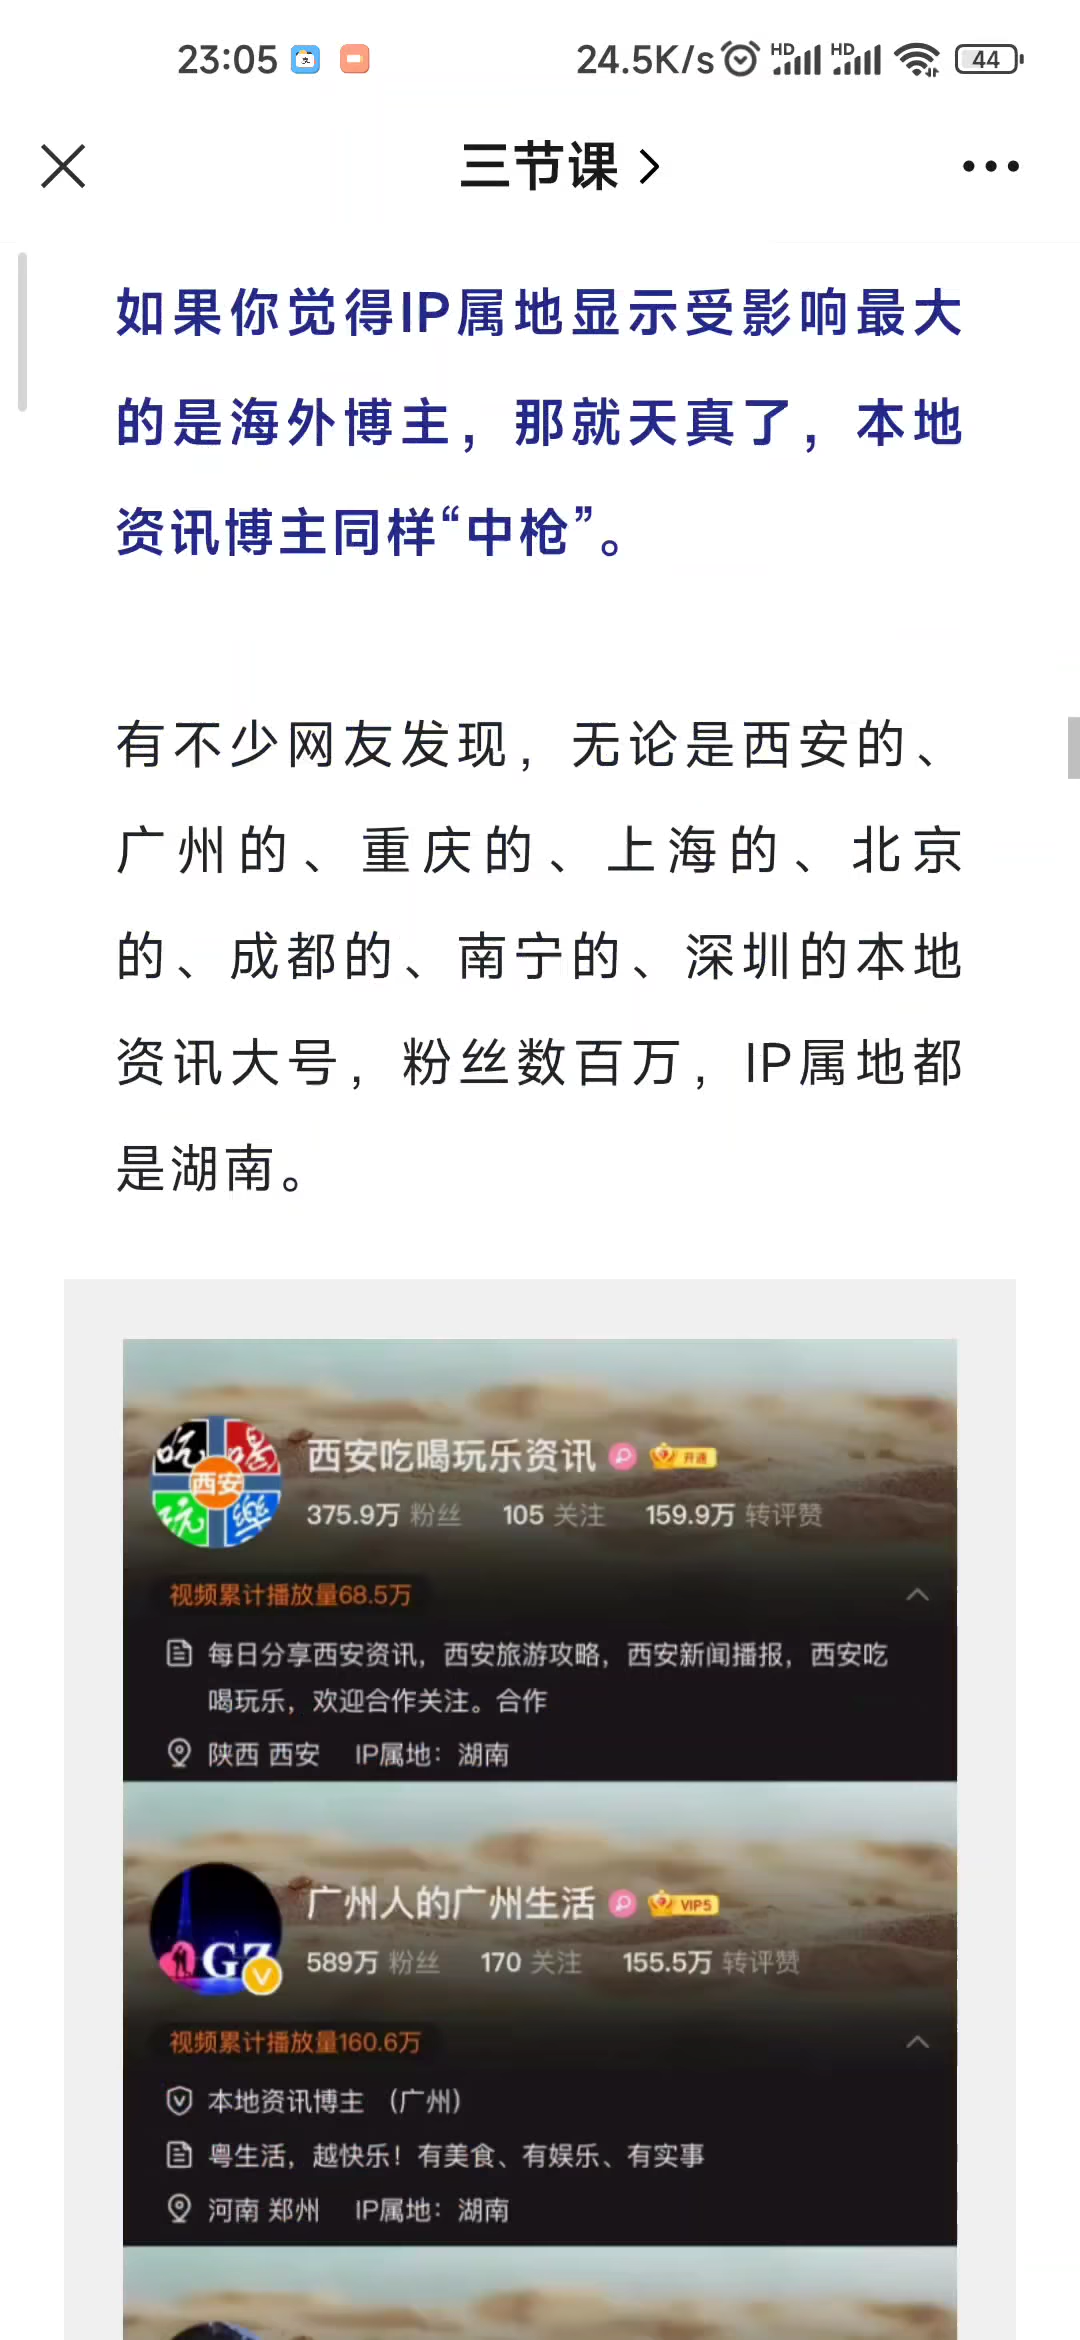 23:05
24.5K/s
HD
HD
44
三节课
如果你觉得IP属地显示受影响最大
的是海外博主，那就天真了，本地
资讯博主同样“中枪”。
有不少网友发现，无论是西安的、
广州的、重庆的、上海的、北京
的、成都的、南宁的、深圳的本地
资讯大号，粉丝数百万，IP属地都
是湖南。
吃喝
西安
玩樂
西安吃喝玩乐资讯
开通
375.9万 粉丝 105 关注 159.9万 转评赞
视频累计播放量68.5万
每日分享西安资讯，西安旅游攻略，西安新闻播报，西安吃
喝玩乐，欢迎合作关注。合作
陕西 西安 IP属地：湖南
GZ
广州人的广州生活
VIP5
589万 粉丝 170 关注 155.5万 转评赞
视频累计播放量160.6万
本地资讯博主 （广州）
粤生活，越快乐！有美食、有娱乐、有实事
河南 郑州 IP属地：湖南